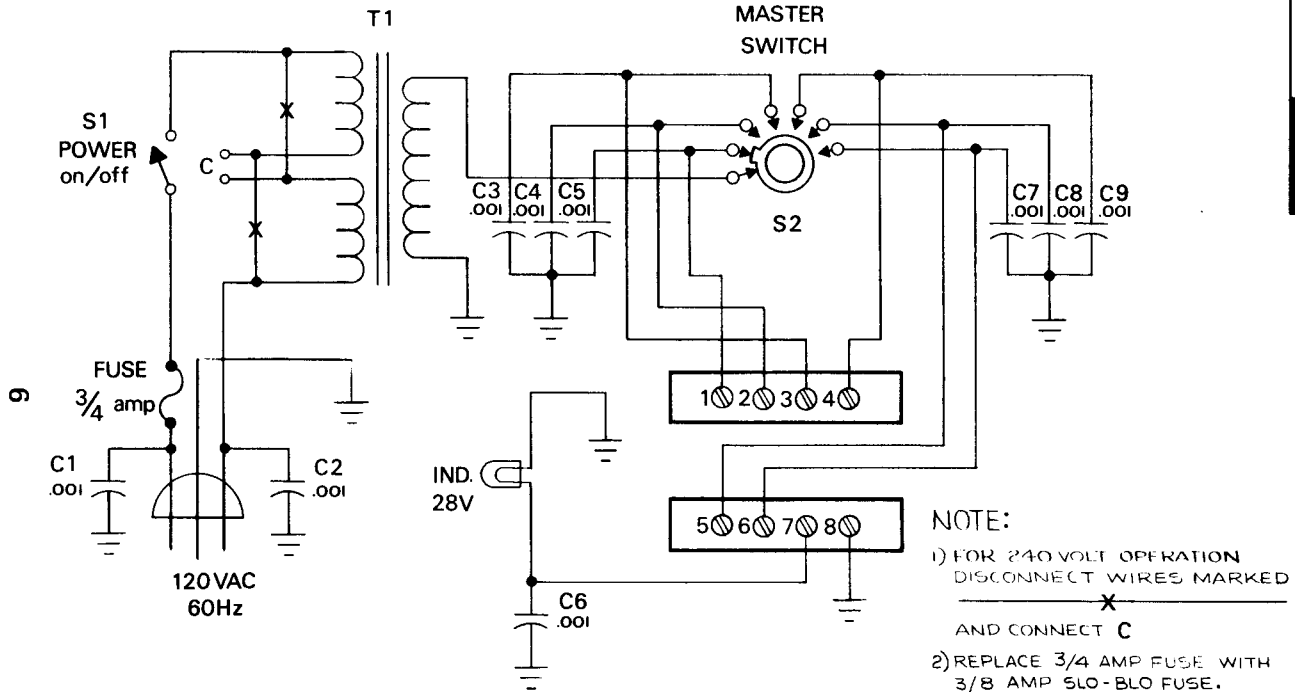 T1
MASTER
SWITCH
S1
POWER
on/off
C
C3
.001
C4
.001
C5
.001
S2
C7
.001
C8
.001
C9
.001
FUSE
3/4 amp
6
1 2 3 4
C1
.001
C2
.001
IND.
28V
5 6 7 8
120 VAC
60Hz
C6
.001
NOTE:
1) FOR 240 VOLT OPERATION
DISCONNECT WIRES MARKED
X
AND CONNECT C
2) REPLACE 3/4 AMP FUSE WITH
3/8 AMP SLO-BLO FUSE.